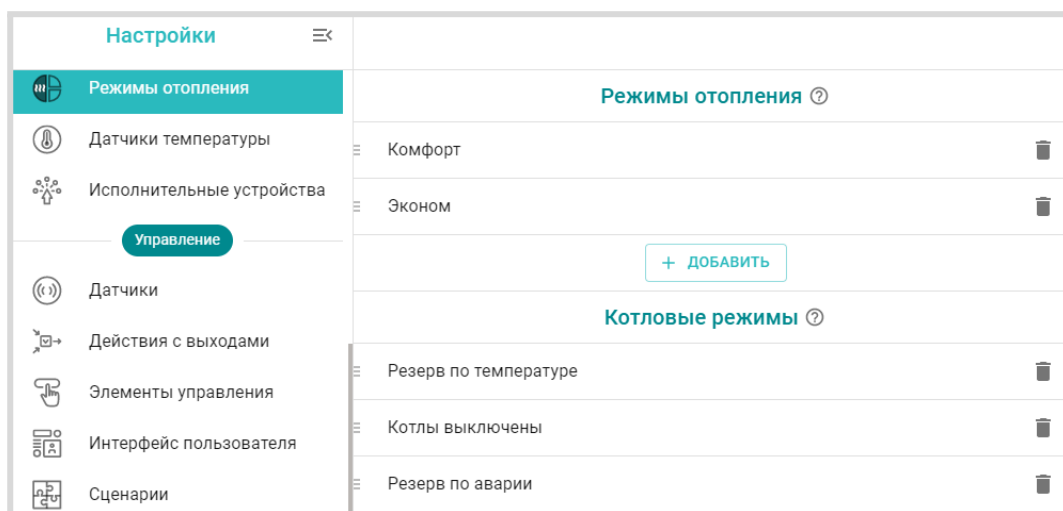 Настройки
Режимы отопления
Датчики температуры
Исполнительные устройства
Управление
Датчики
Действия с выходами
Элементы управления
Интерфейс пользователя
Сценарии
Режимы отопления
Комфорт
Эконом
+ ДОБАВИТЬ
Котловые режимы
Резерв по температуре
Котлы выключены
Резерв по аварии